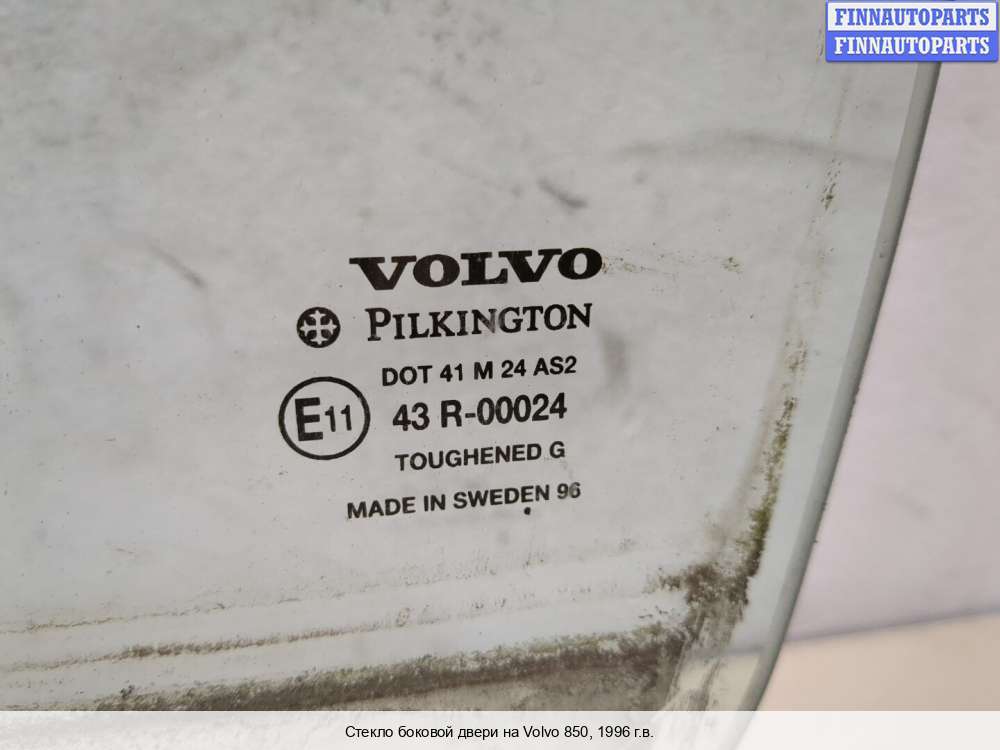 FINNAUTOPARTS
FINNAUTOPARTS
VOLVO
PILKINGTON
DOT 41 M 24 AS2
E11 43 R-00024
TOUGHENED G
MADE IN SWEDEN 96
Стекло боковой двери на Volvo 850, 1996 г.в.